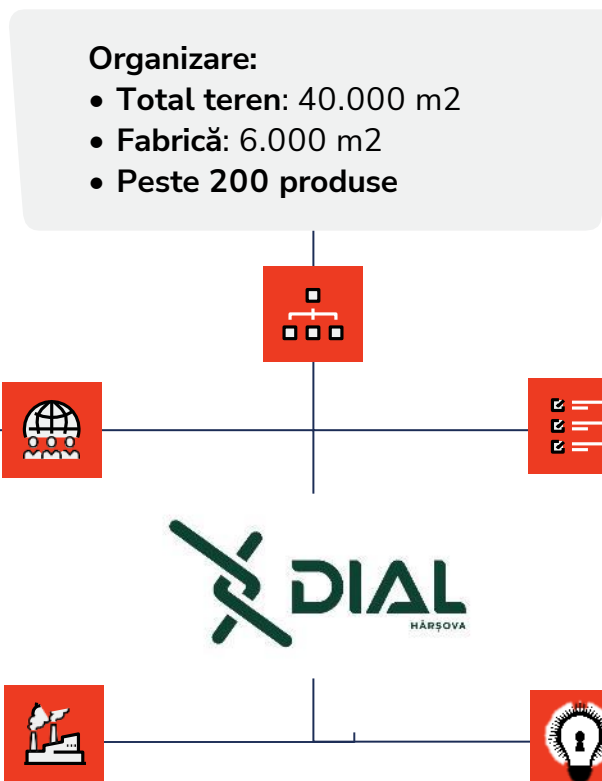 Organizare:
• Total teren: 40.000 m2
• Fabrică: 6.000 m2
• Peste 200 produse
DIAL
HÂRȘOVA